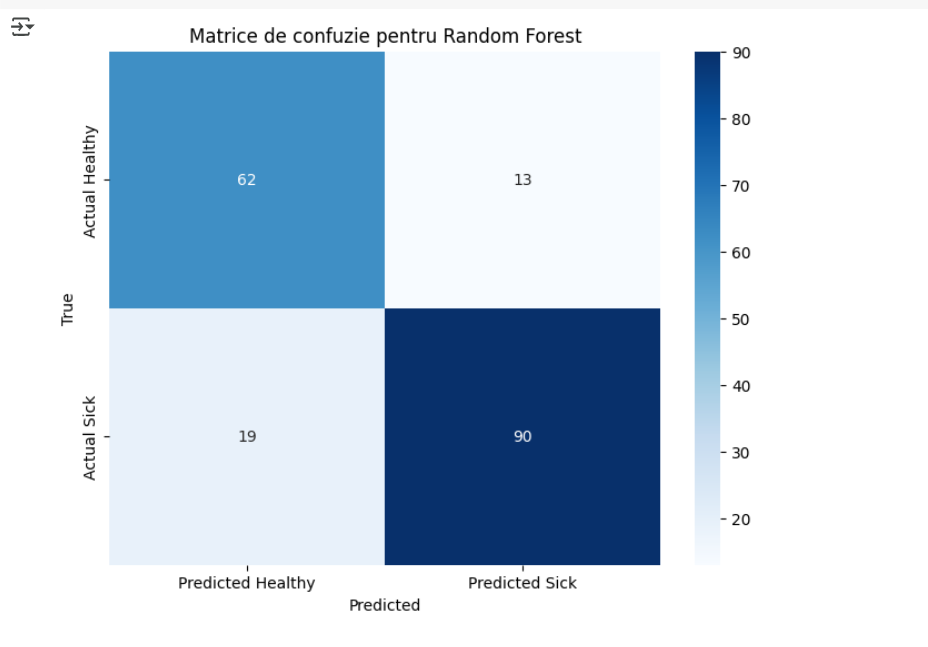 Matrice de confuzie pentru Random Forest
90
80
70
60
50
40
30
20
True
Actual Healthy
Actual Sick
62
13
19
90
Predicted Healthy
Predicted Sick
Predicted